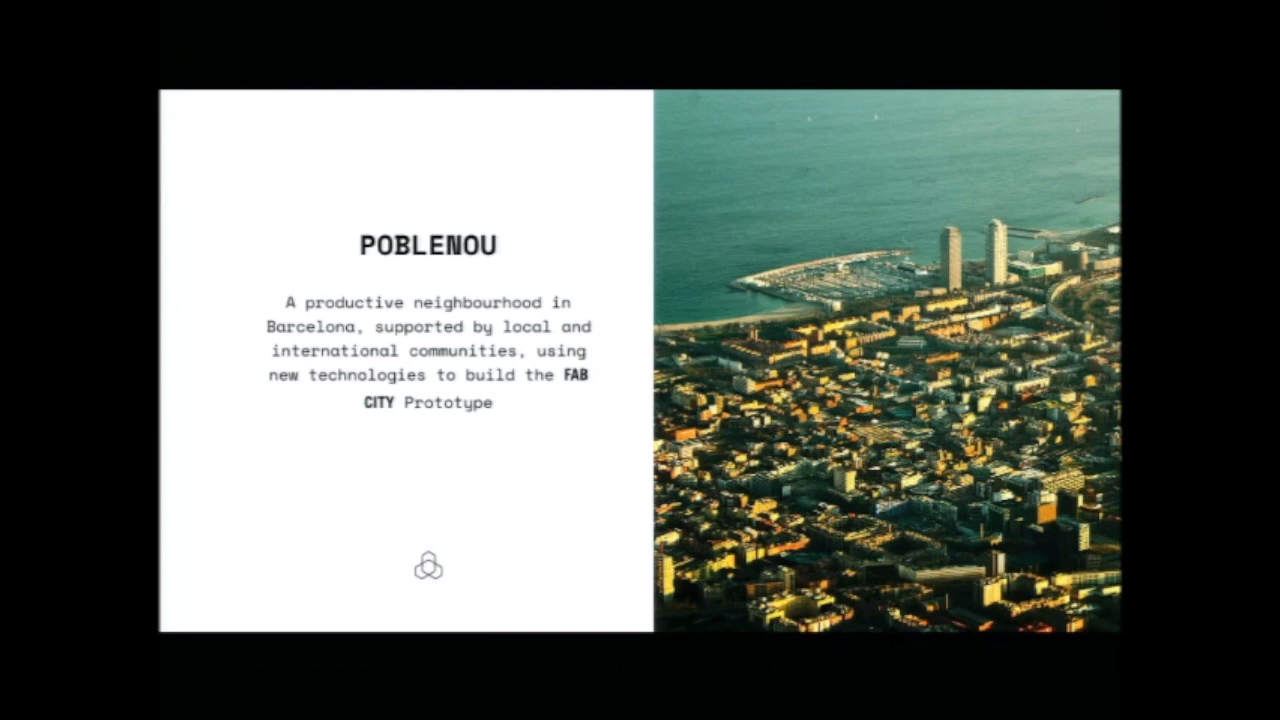 POBLENOU
A productive neighbourhood in
Barcelona, supported by local and
international communities, using
new technologies to build the FAB
CITY Prototype